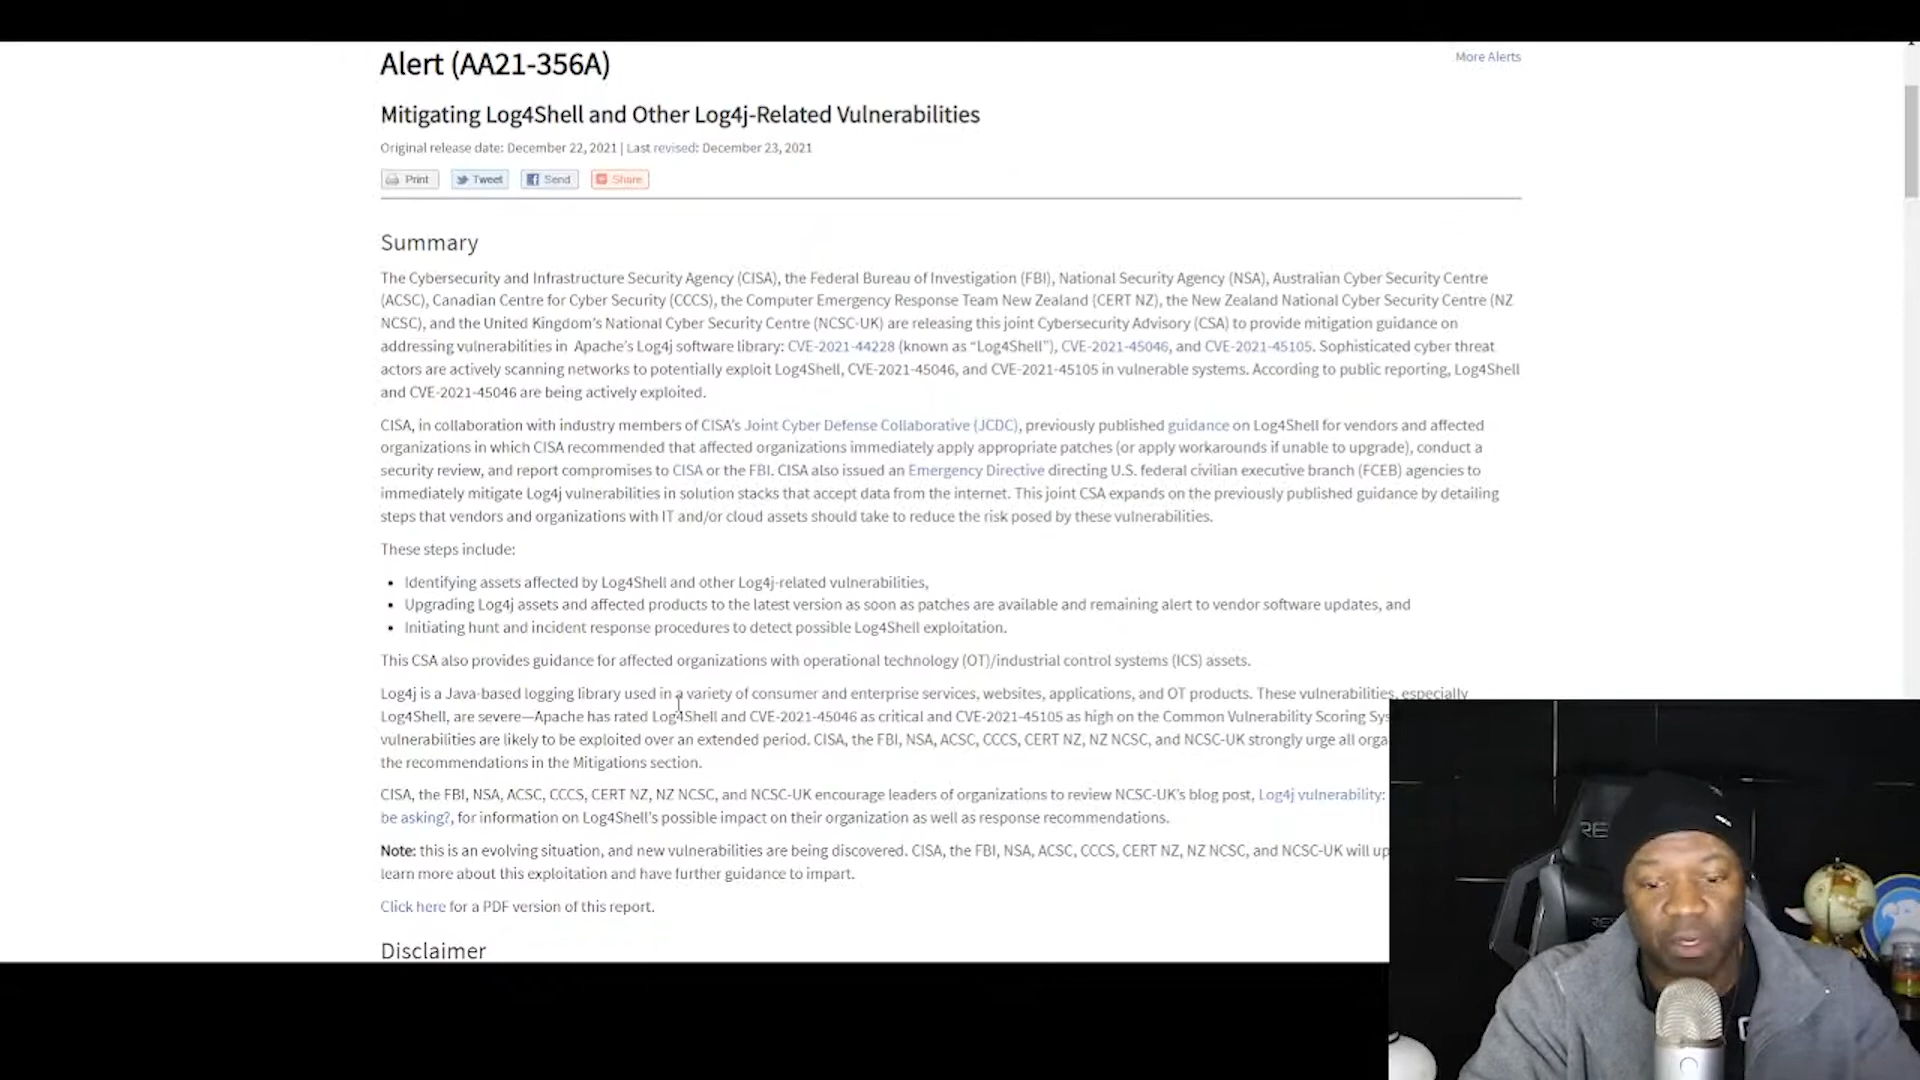 Alert (AA21-356A)
More Alerts
Mitigating Log4Shell and Other Log4j-Related Vulnerabilities
Original release date: December 22, 2021 | Last revised: December 23, 2021
Print Tweet Send Share
Summary
The Cybersecurity and Infrastructure Security Agency (CISA), the Federal Bureau of Investigation (FBI), National Security Agency (NSA), Australian Cyber Security Centre
(ACSC), Canadian Centre for Cyber Security (CCCS), the Computer Emergency Response Team New Zealand (CERT NZ), the New Zealand National Cyber Security Centre (NZ
NCSC), and the United Kingdom's National Cyber Security Centre (NCSC-UK) are releasing this joint Cybersecurity Advisory (CSA) to provide mitigation guidance on
addressing vulnerabilities in Apache's Log4j software library: CVE-2021-44228 (known as “Log4Shell”), CVE-2021-45046, and CVE-2021-45105. Sophisticated cyber threat
actors are actively scanning networks to potentially exploit Log4Shell, CVE-2021-45046, and CVE-2021-45105 in vulnerable systems. According to public reporting, Log4Shell
and CVE-2021-45046 are being actively exploited.
CISA, in collaboration with industry members of CISA's Joint Cyber Defense Collaborative (JCDC), previously published guidance on Log4Shell for vendors and affected
organizations in which CISA recommended that affected organizations immediately apply appropriate patches (or apply workarounds if unable to upgrade), conduct a
security review, and report compromises to CISA or the FBI. CISA also issued an Emergency Directive directing U.S. federal civilian executive branch (FCEB) agencies to
immediately mitigate Log4j vulnerabilities in solution stacks that accept data from the internet. This joint CSA expands on the previously published guidance by detailing
steps that vendors and organizations with IT and/or cloud assets should take to reduce the risk posed by these vulnerabilities.
These steps include:
• Identifying assets affected by Log4Shell and other Log4j-related vulnerabilities,
• Upgrading Log4j assets and affected products to the latest version as soon as patches are available and remaining alert to vendor software updates, and
• Initiating hunt and incident response procedures to detect possible Log4Shell exploitation.
This CSA also provides guidance for affected organizations with operational technology (OT)/industrial control systems (ICS) assets.
Log4j is a Java-based logging library used in a variety of consumer and enterprise services, websites, applications, and OT products. These vulnerabilities, especially
Log4Shell, are severe—Apache has rated Log4Shell and CVE-2021-45046 as critical and CVE-2021-45105 as high on the Common Vulnerability Scoring Sys
vulnerabilities are likely to be exploited over an extended period. CISA, the FBI, NSA, ACSC, CCCS, CERT NZ, NZ NCSC, and NCSC-UK strongly urge all orga
the recommendations in the Mitigations section.
CISA, the FBI, NSA, ACSC, CCCS, CERT NZ, NZ NCSC, and NCSC-UK encourage leaders of organizations to review NCSC-UK's blog post, Log4j vulnerability:
be asking?, for information on Log4Shell's possible impact on their organization as well as response recommendations.
Note: this is an evolving situation, and new vulnerabilities are being discovered. CISA, the FBI, NSA, ACSC, CCCS, CERT NZ, NZ NCSC, and NCSC-UK will up
learn more about this exploitation and have further guidance to impart.
Click here for a PDF version of this report.
Disclaimer